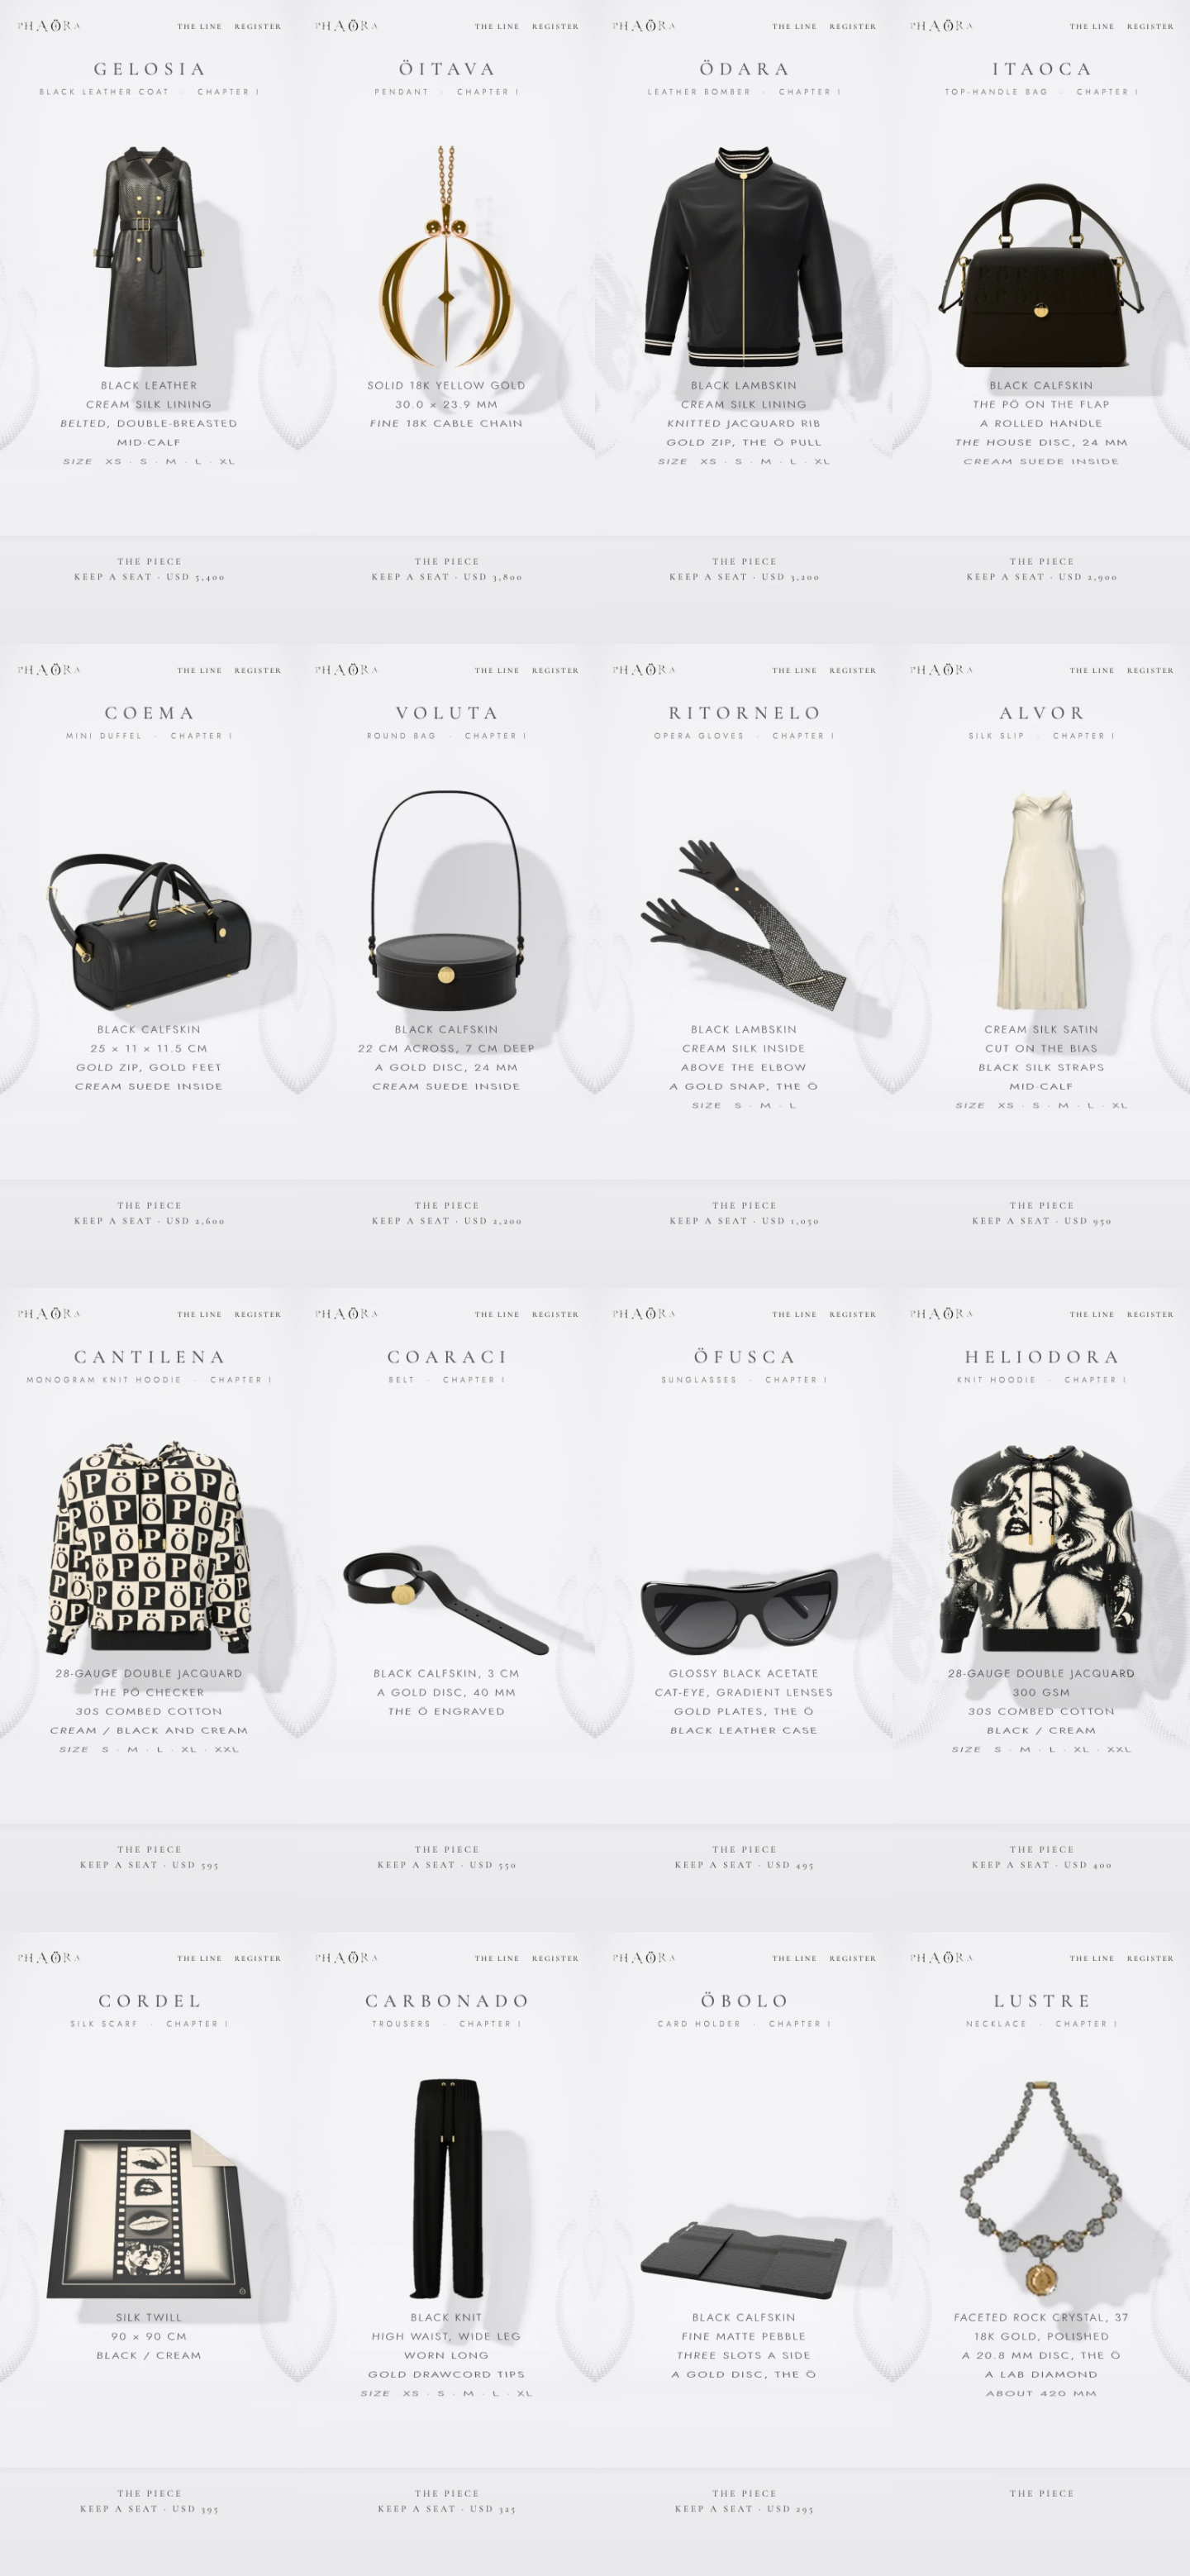 PHAÖRA THE LINE REGISTER
GELOSIA
BLACK LEATHER COAT · CHAPTER I
BLACK LEATHER
CREAM SILK LINING
BELTED, DOUBLE-BREASTED
MID-CALF
SIZE XS · S · M · L · XL
THE PIECE
KEEP A SEAT · USD 5,400
PHAÖRA THE LINE REGISTER
ÖITAVA
PENDANT · CHAPTER I
SOLID 18K YELLOW GOLD
30.0 × 23.9 MM
FINE 18K CABLE CHAIN
THE PIECE
KEEP A SEAT · USD 3,800
PHAÖRA THE LINE REGISTER
ÖDARA
LEATHER BOMBER · CHAPTER I
BLACK LAMBSKIN
CREAM SILK LINING
KNITTED JACQUARD RIB
GOLD ZIP, THE Ö PULL
SIZE XS · S · M · L · XL
THE PIECE
KEEP A SEAT · USD 3,200
PHAÖRA THE LINE REGISTER
ITAOCA
TOP-HANDLE BAG · CHAPTER I
BLACK CALFSKIN
THE PÖ ON THE FLAP
A ROLLED HANDLE
THE HOUSE DISC, 24 MM
CREAM SUEDE INSIDE
THE PIECE
KEEP A SEAT · USD 2,900
PHAÖRA THE LINE REGISTER
COEMA
MINI DUFFEL · CHAPTER I
BLACK CALFSKIN
25 × 11 × 11.5 CM
GOLD ZIP, GOLD FEET
CREAM SUEDE INSIDE
THE PIECE
KEEP A SEAT · USD 2,600
PHAÖRA THE LINE REGISTER
VOLUTA
ROUND BAG · CHAPTER I
BLACK CALFSKIN
22 CM ACROSS, 7 CM DEEP
A GOLD DISC, 24 MM
CREAM SUEDE INSIDE
THE PIECE
KEEP A SEAT · USD 2,200
PHAÖRA THE LINE REGISTER
RITORNELO
OPERA GLOVES · CHAPTER I
BLACK LAMBSKIN
CREAM SILK INSIDE
ABOVE THE ELBOW
A GOLD SNAP, THE Ö
SIZE S · M · L
THE PIECE
KEEP A SEAT · USD 1,050
PHAÖRA THE LINE REGISTER
ALVOR
SILK SLIP · CHAPTER I
CREAM SILK SATIN
CUT ON THE BIAS
BLACK SILK STRAPS
MID-CALF
SIZE XS · S · M · L · XL
THE PIECE
KEEP A SEAT · USD 950
PHAÖRA THE LINE REGISTER
CANTILENA
MONOGRAM KNIT HOODIE · CHAPTER I
28-GAUGE DOUBLE JACQUARD
THE PÖ CHECKER
30S COMBED COTTON
CREAM / BLACK AND CREAM
SIZE S · M · L · XL · XXL
THE PIECE
KEEP A SEAT · USD 595
PHAÖRA THE LINE REGISTER
COARACI
BELT · CHAPTER I
BLACK CALFSKIN, 3 CM
A GOLD DISC, 40 MM
THE Ö ENGRAVED
THE PIECE
KEEP A SEAT · USD 550
PHAÖRA THE LINE REGISTER
ÖFUSCA
SUNGLASSES · CHAPTER I
GLOSSY BLACK ACETATE
CAT-EYE, GRADIENT LENSES
GOLD PLATES, THE Ö
BLACK LEATHER CASE
THE PIECE
KEEP A SEAT · USD 495
PHAÖRA THE LINE REGISTER
HELIODORA
KNIT HOODIE · CHAPTER I
28-GAUGE DOUBLE JACQUARD
300 GSM
30S COMBED COTTON
BLACK / CREAM
SIZE S · M · L · XL · XXL
THE PIECE
KEEP A SEAT · USD 400
PHAÖRA THE LINE REGISTER
CORDEL
SILK SCARF · CHAPTER I
SILK TWILL
90 × 90 CM
BLACK / CREAM
THE PIECE
KEEP A SEAT · USD 395
PHAÖRA THE LINE REGISTER
CARBONADO
TROUSERS · CHAPTER I
BLACK KNIT
HIGH WAIST, WIDE LEG
WORN LONG
GOLD DRAWCORD TIPS
SIZE XS · S · M · L · XL
THE PIECE
KEEP A SEAT · USD 325
PHAÖRA THE LINE REGISTER
ÖBOLO
CARD HOLDER · CHAPTER I
BLACK CALFSKIN
FINE MATTE PEBBLE
THREE SLOTS A SIDE
A GOLD DISC, THE Ö
THE PIECE
KEEP A SEAT · USD 295
PHAÖRA THE LINE REGISTER
LUSTRE
NECKLACE · CHAPTER I
FACETED ROCK CRYSTAL, 37
18K GOLD, POLISHED
A 20.8 MM DISC, THE Ö
A LAB DIAMOND
ABOUT 420 MM
THE PIECE